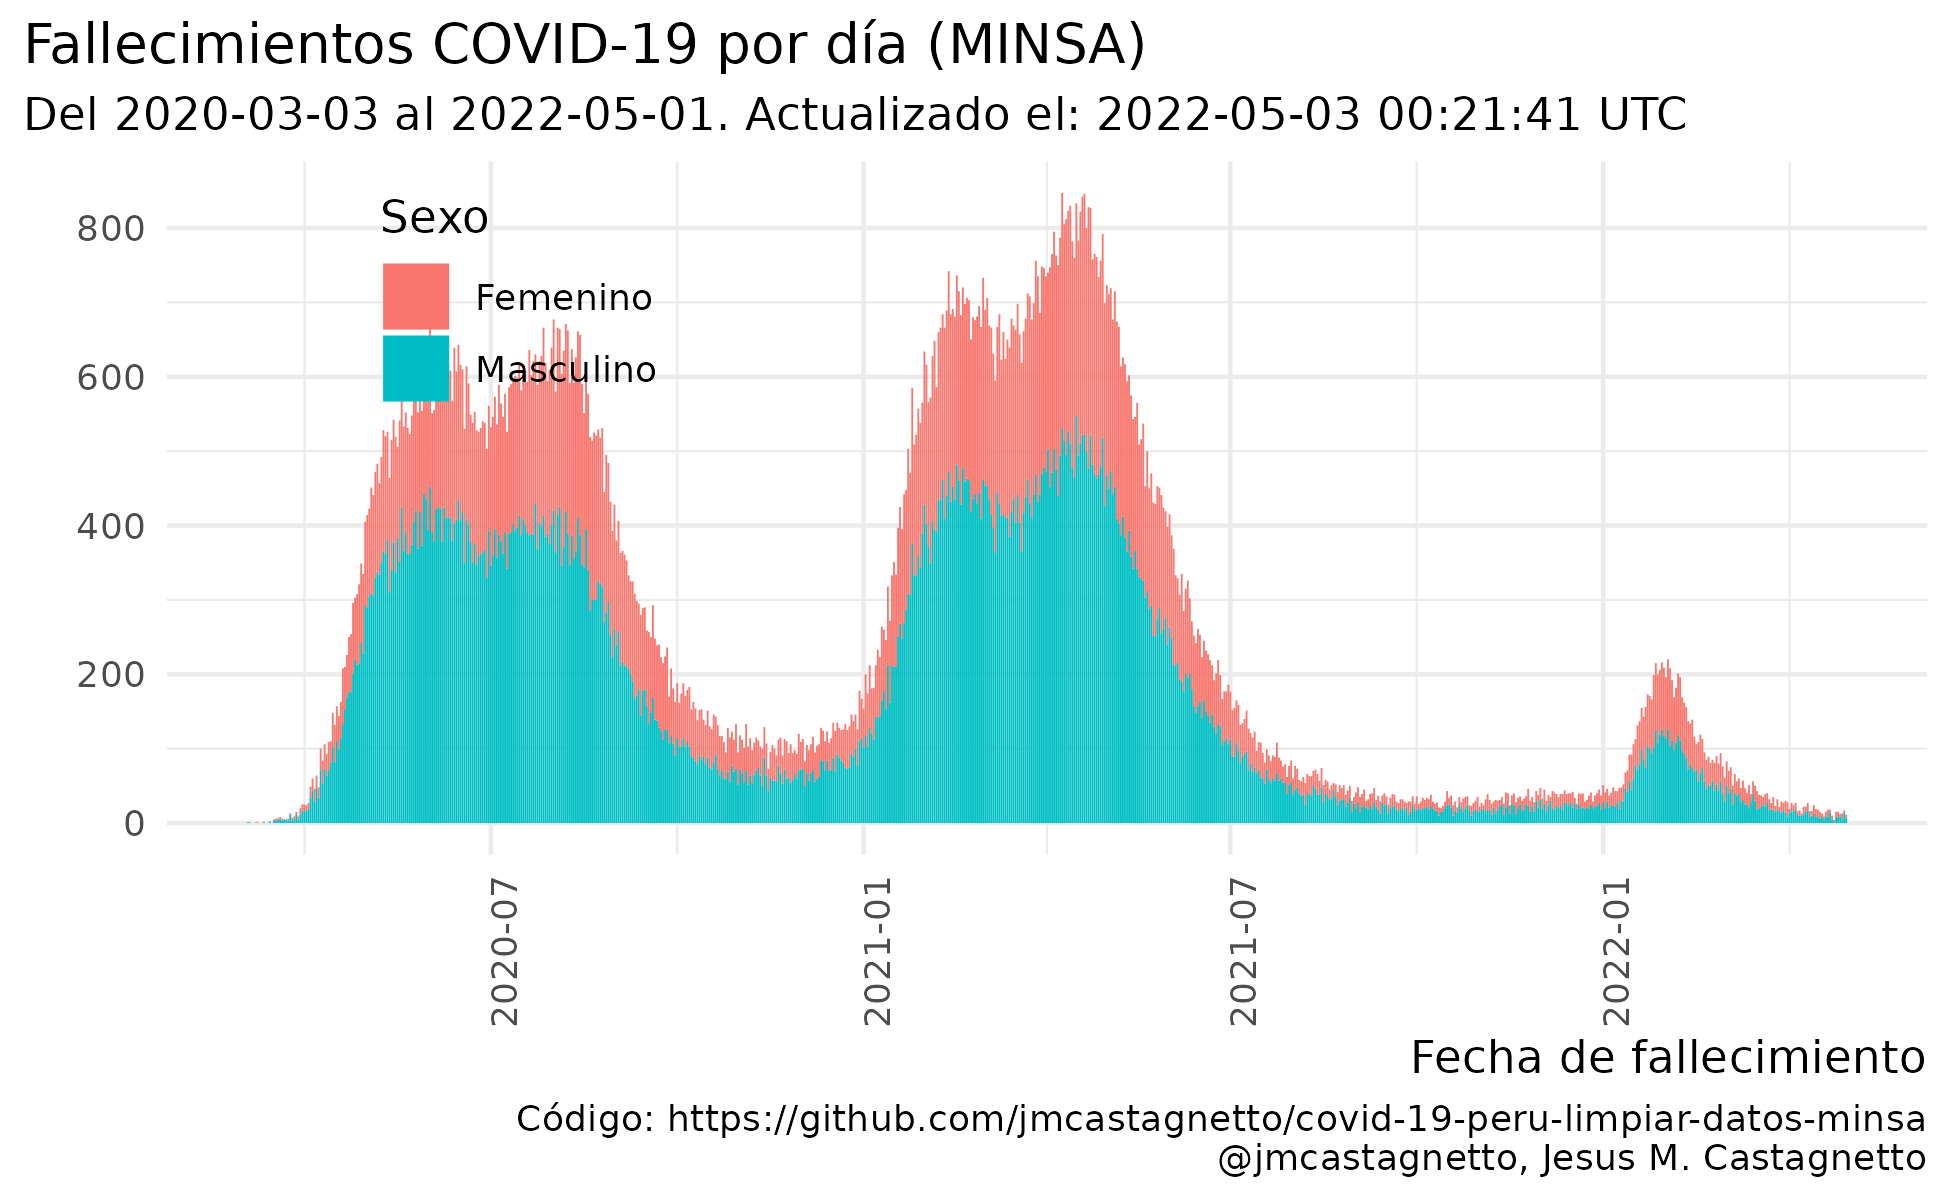 Fallecimientos COVID-19 por día (MINSA)
Del 2020-03-03 al 2022-05-01. Actualizado el: 2022-05-03 00:21:41 UTC
Sexo
Femenino
Masculino
800
600
400
200
0
2020-07
2021-01
2021-07
2022-01
Fecha de fallecimiento
Código: https://github.com/jmcastagnetto/covid-19-peru-limpiar-datos-minsa
@jmcastagnetto, Jesus M. Castagnetto